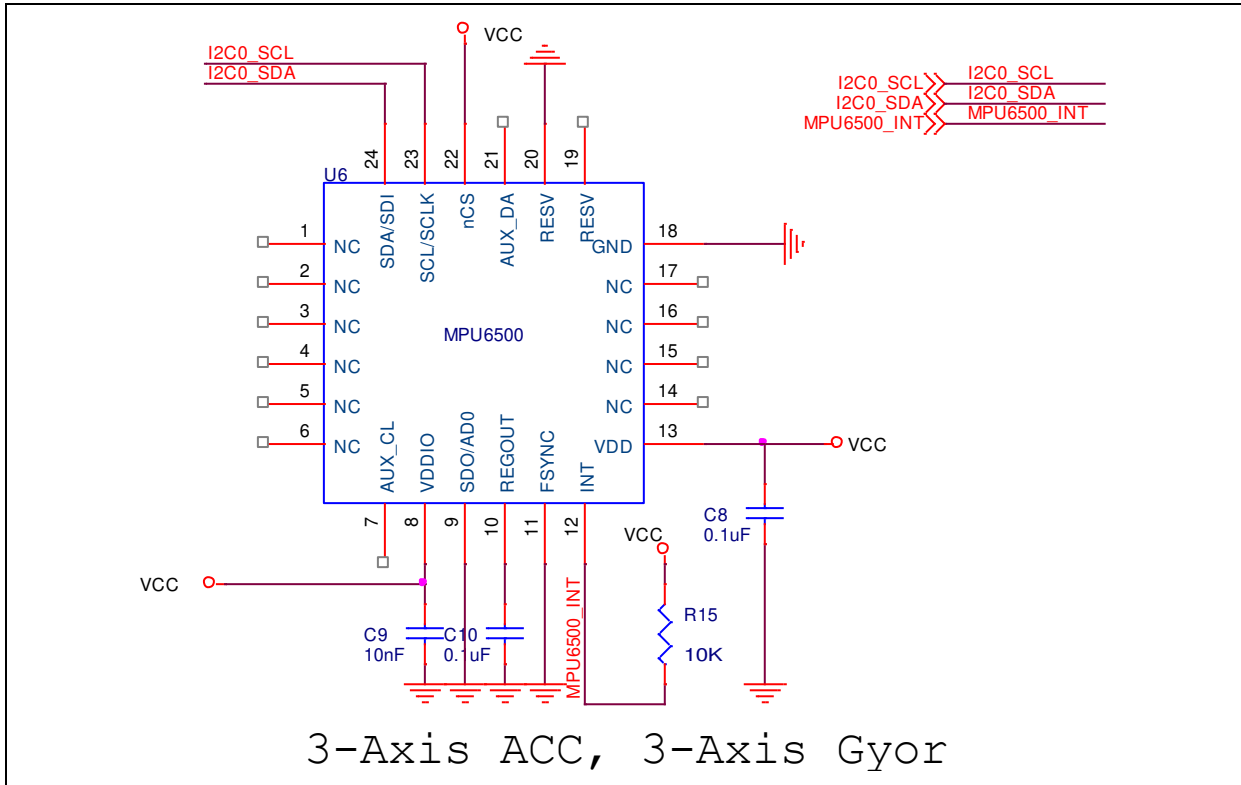 VCC
I2C0_SCL
I2C0_SDA
I2C0_SCL I2C0_SCL
I2C0_SDA I2C0_SDA
MPU6500_INT MPU6500_INT
24 23 22 21 20 19
U6
SDA/SDI SCL/SCLK nCS AUX_DA RESV RESV
1 NC GND 18
2 NC NC 17
3 NC NC 16
MPU6500
4 NC NC 15
5 NC NC 14
6 NC VDD 13 VCC
AUX_CL VDDIO SDO/AD0 REGOUT FSYNC INT
7 8 9 10 11 12
C8
0.1uF
VCC
VCC
MPU6500_INT
R15
10K
C9
10nF
C10
0.1uF
3-Axis ACC, 3-Axis Gyor